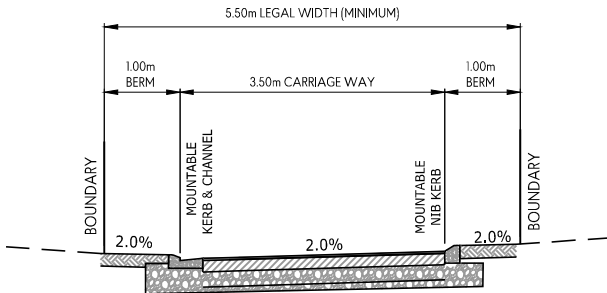 5.50m LEGAL WIDTH (MINIMUM)
1.00m
BERM
3.50m CARRIAGE WAY
1.00m
BERM
BOUNDARY
MOUNTABLE
KERB & CHANNEL
MOUNTABLE
NIB KERB
BOUNDARY
2.0%
2.0%
2.0%